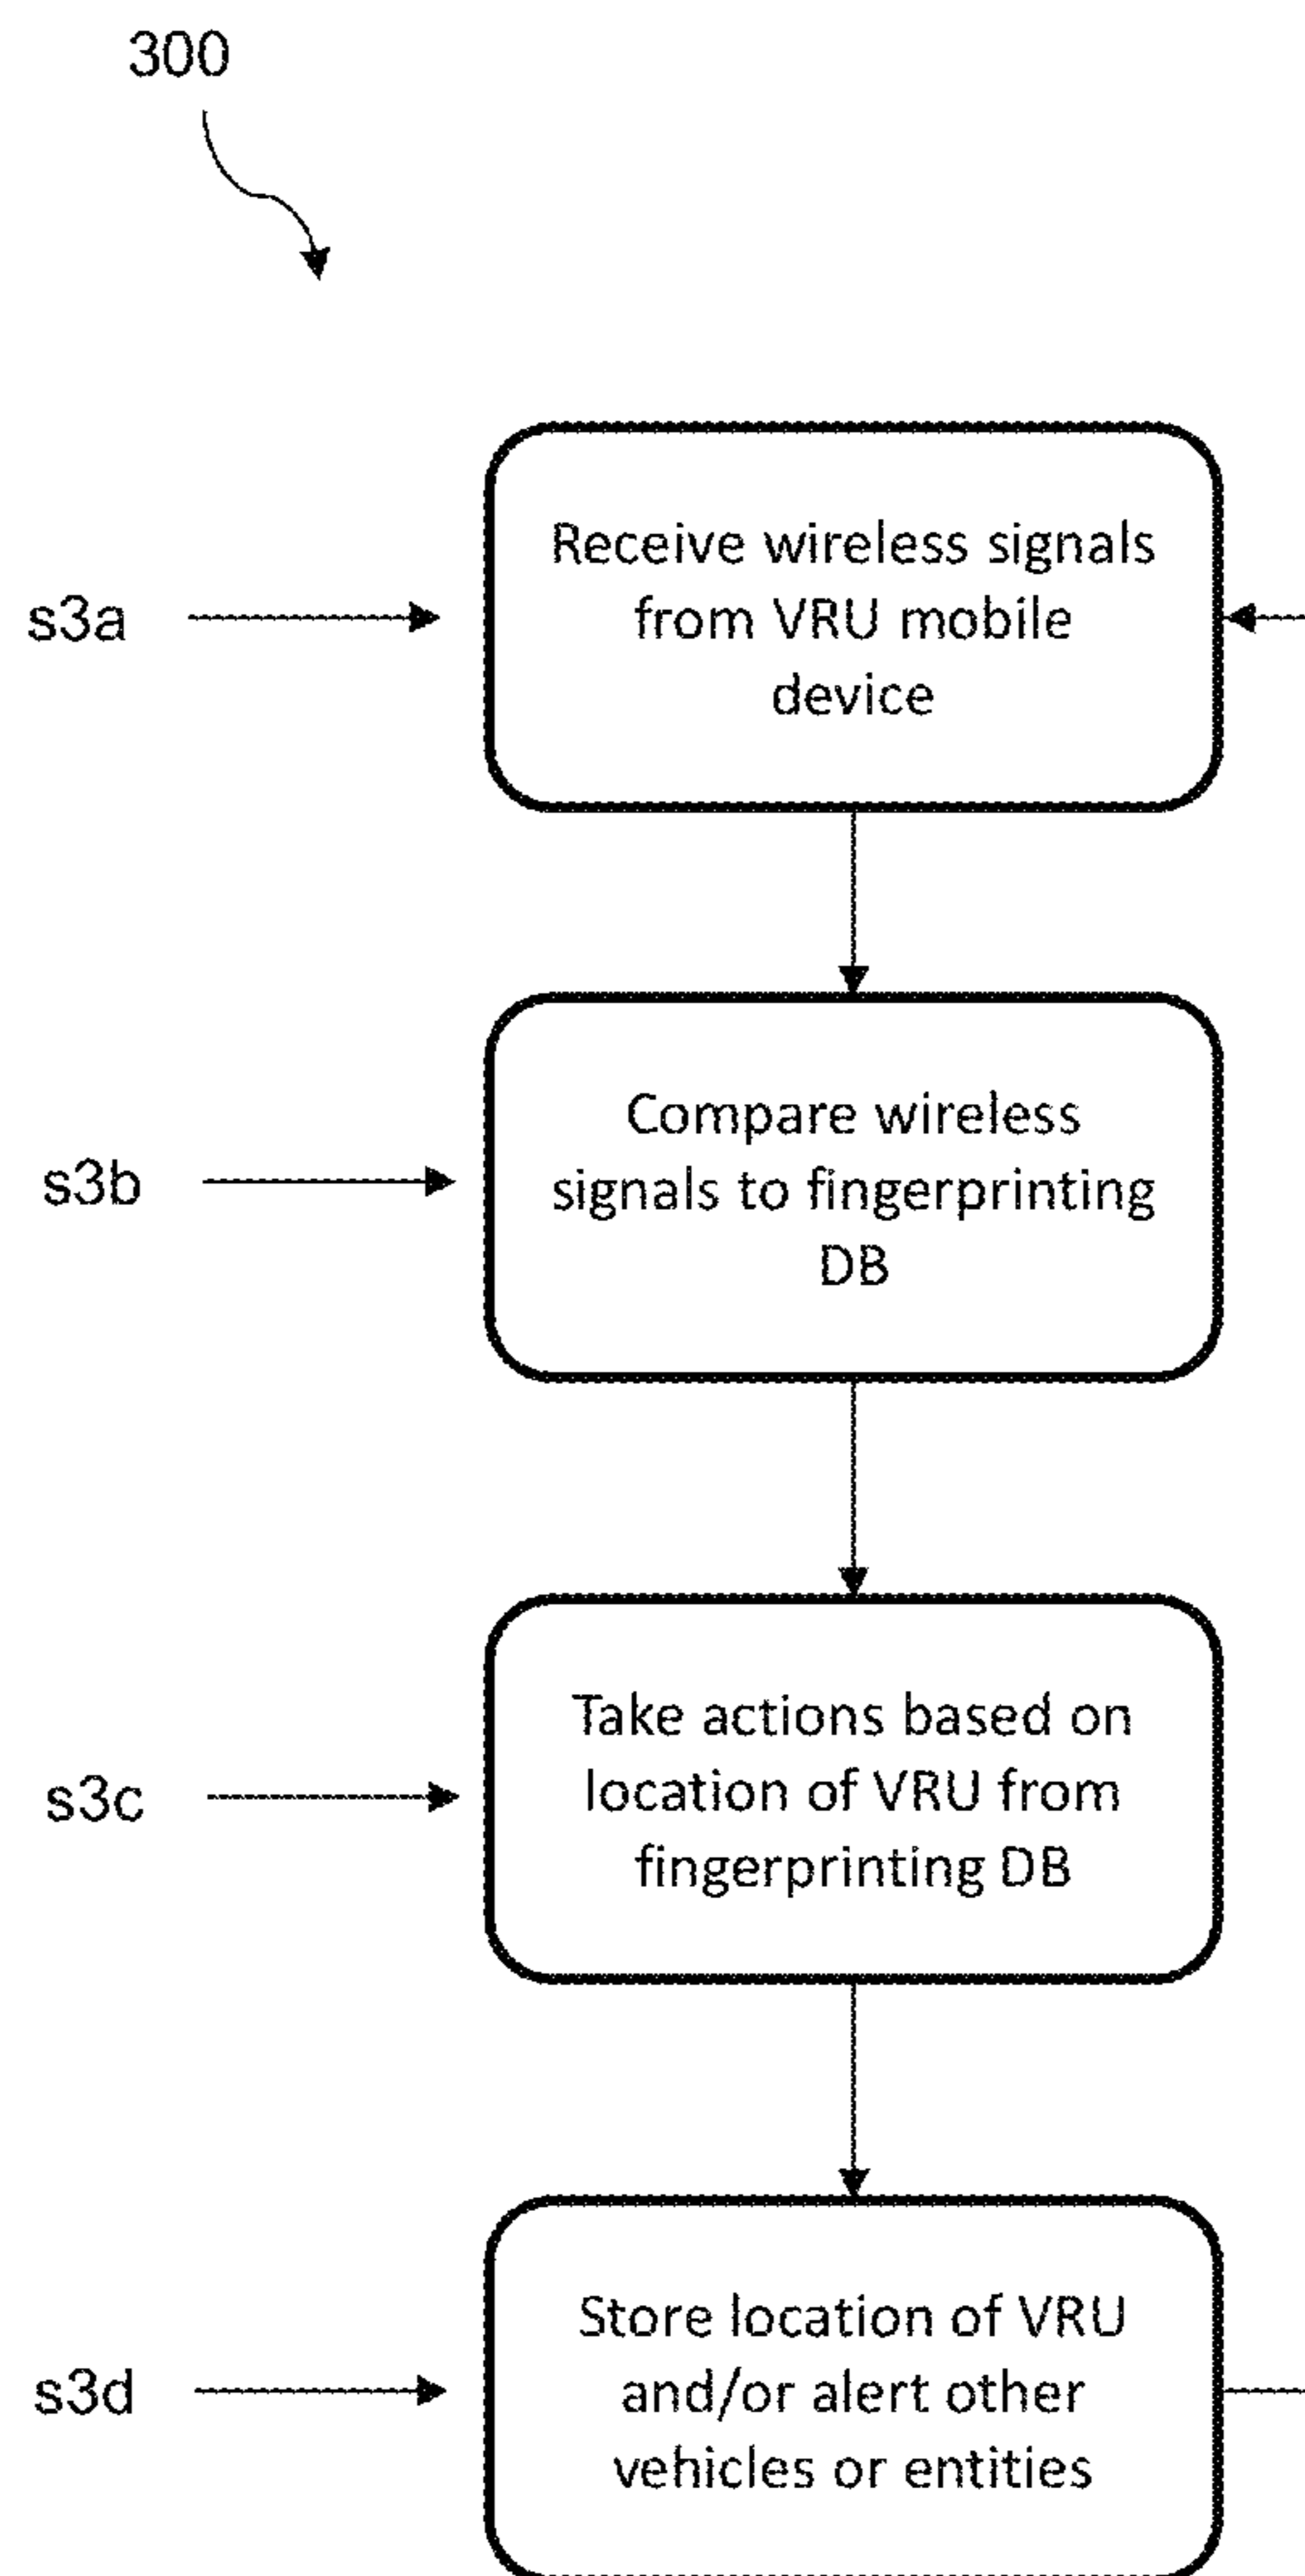 300
s3a
Receive wireless signals
from VRU mobile
device
s3b
Compare wireless
signals to fingerprinting
DB
s3c
Take actions based on
location of VRU from
fingerprinting DB
s3d
Store location of VRU
and/or alert other
vehicles or entities